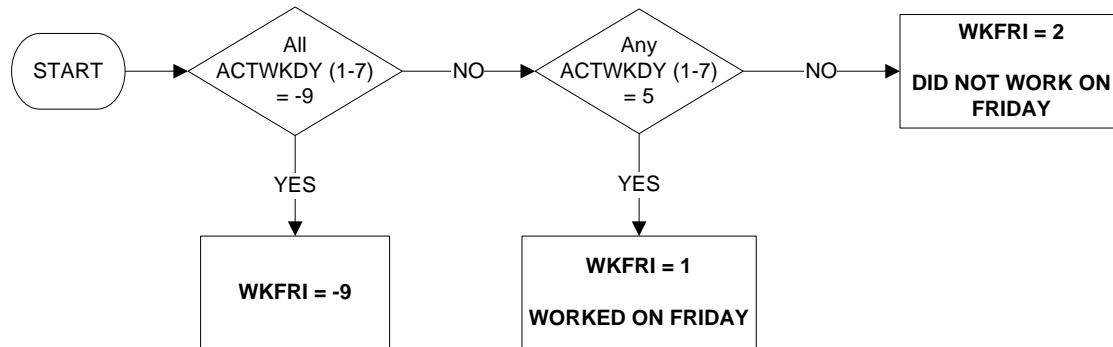 START
All
ACTWKDY (1-7)
= -9
NO
Any
ACTWKDY (1-7)
= 5
NO
WKFRI = 2
DID NOT WORK ON
FRIDAY
YES
YES
WKFRI = -9
WKFRI = 1
WORKED ON FRIDAY